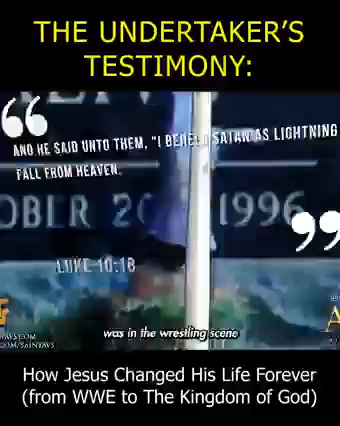 THE UNDERTAKER'S
TESTIMONY:
AND HE SAID UNTO THEM, "I BEHELD SATAN AS LIGHTNING
FALL FROM HEAVEN.
1996
LUKE 10:18
was in the wrestling scene
How Jesus Changed His Life Forever
(from WWE to The Kingdom of God)